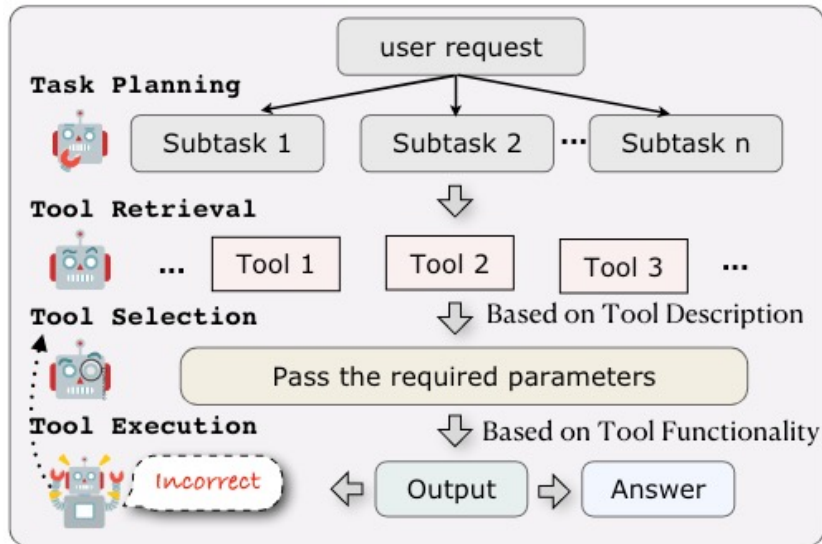 user request
Task Planning
Subtask 1
Subtask 2
...
Subtask n
Tool Retrieval
...
Tool 1
Tool 2
Tool 3
...
Tool Selection
Based on Tool Description
Pass the required parameters
Tool Execution
Based on Tool Functionality
Incorrect
Output
Answer